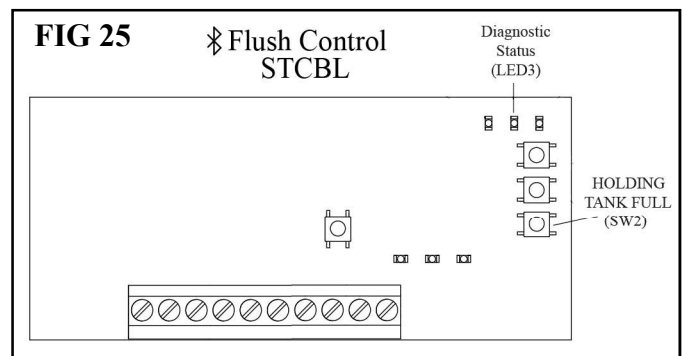 FIG 25
Flush Control
STCBL
Diagnostic
Status
(LED3)
HOLDING
TANK FULL
(SW2)